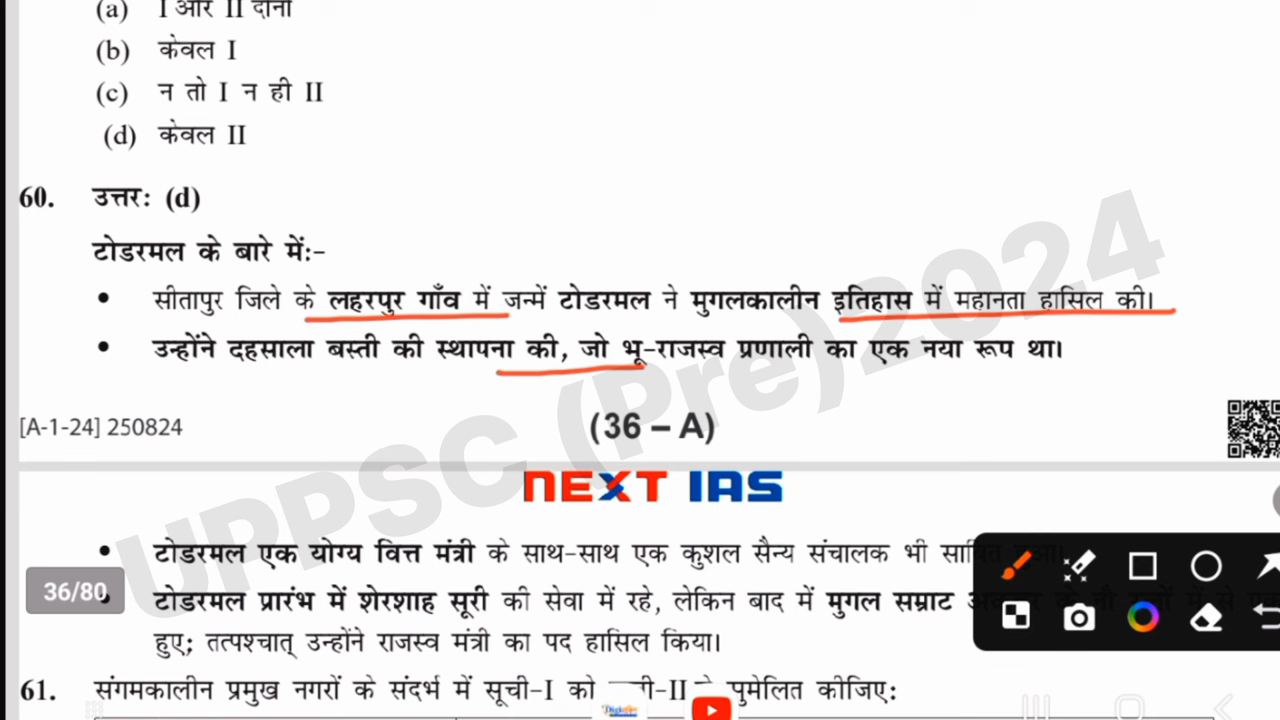 (a) I और II दोनों
(b) केवल I
(c) न तो I न ही II
(d) केवल II
60. उत्तरः (d)
टोडरमल के बारे में:-
• सीतापुर जिले के लहरपुर गाँव में जन्में टोडरमल ने मुगलकालीन इतिहास में महानता हासिल की।
• उन्होंने दहसाला बस्ती की स्थापना की, जो भू-राजस्व प्रणाली का एक नया रूप था।
[A-1-24] 250824
(36 – A)
UPPSC (Pre) 2024
NEXT IAS
• टोडरमल एक योग्य वित्त मंत्री के साथ-साथ एक कुशल सैन्य संचालक भी
36/80
टोडरमल प्रारंभ में शेरशाह सूरी की सेवा में रहे, लेकिन बाद में मुगल सम्राट
हुए; तत्पश्चात् उन्होंने राजस्व मंत्री का पद हासिल किया।
61. संगमकालीन प्रमुख नगरों के संदर्भ में सूची-I को कीजिए: